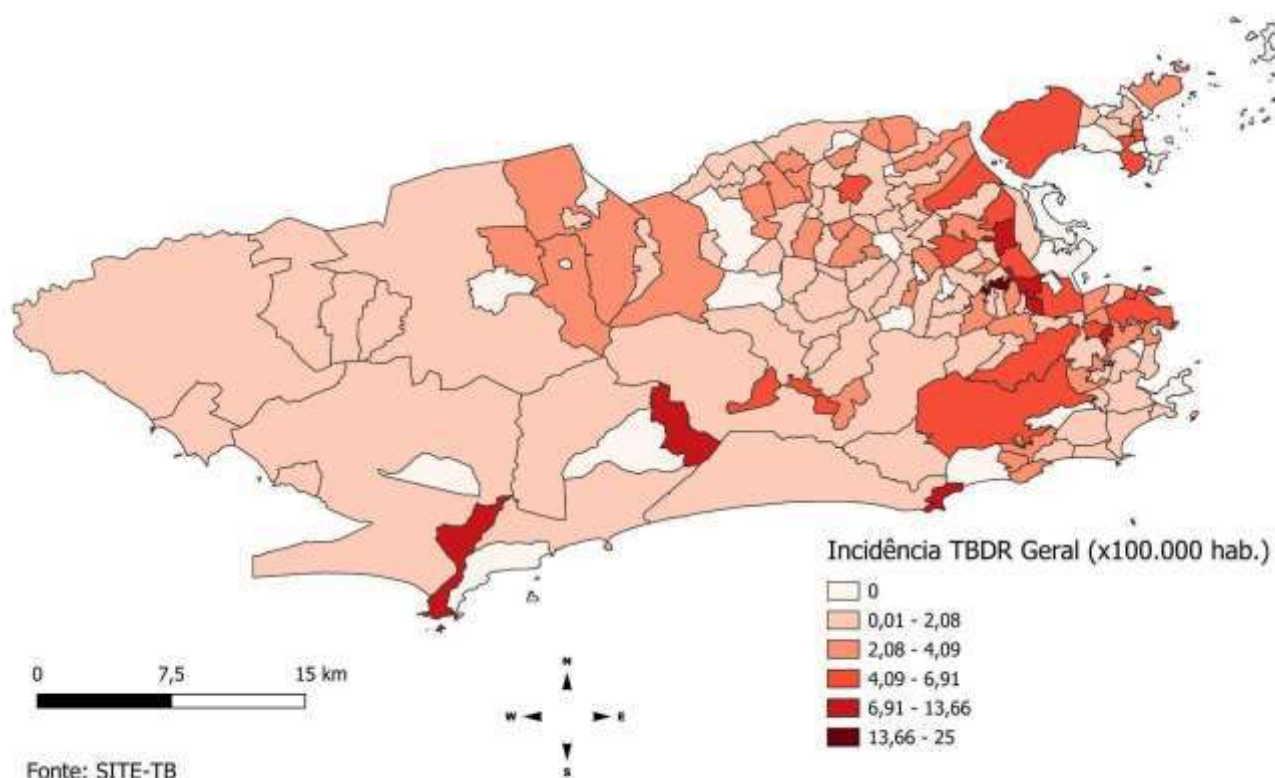 Incidência TBDR Geral (x100.000 hab.)
0
0,01 - 2,08
2,08 - 4,09
4,09 - 6,91
6,91 - 13,66
13,66 - 25
0 7,5 15 km
N
W E
S
Fonte: SITE-TB